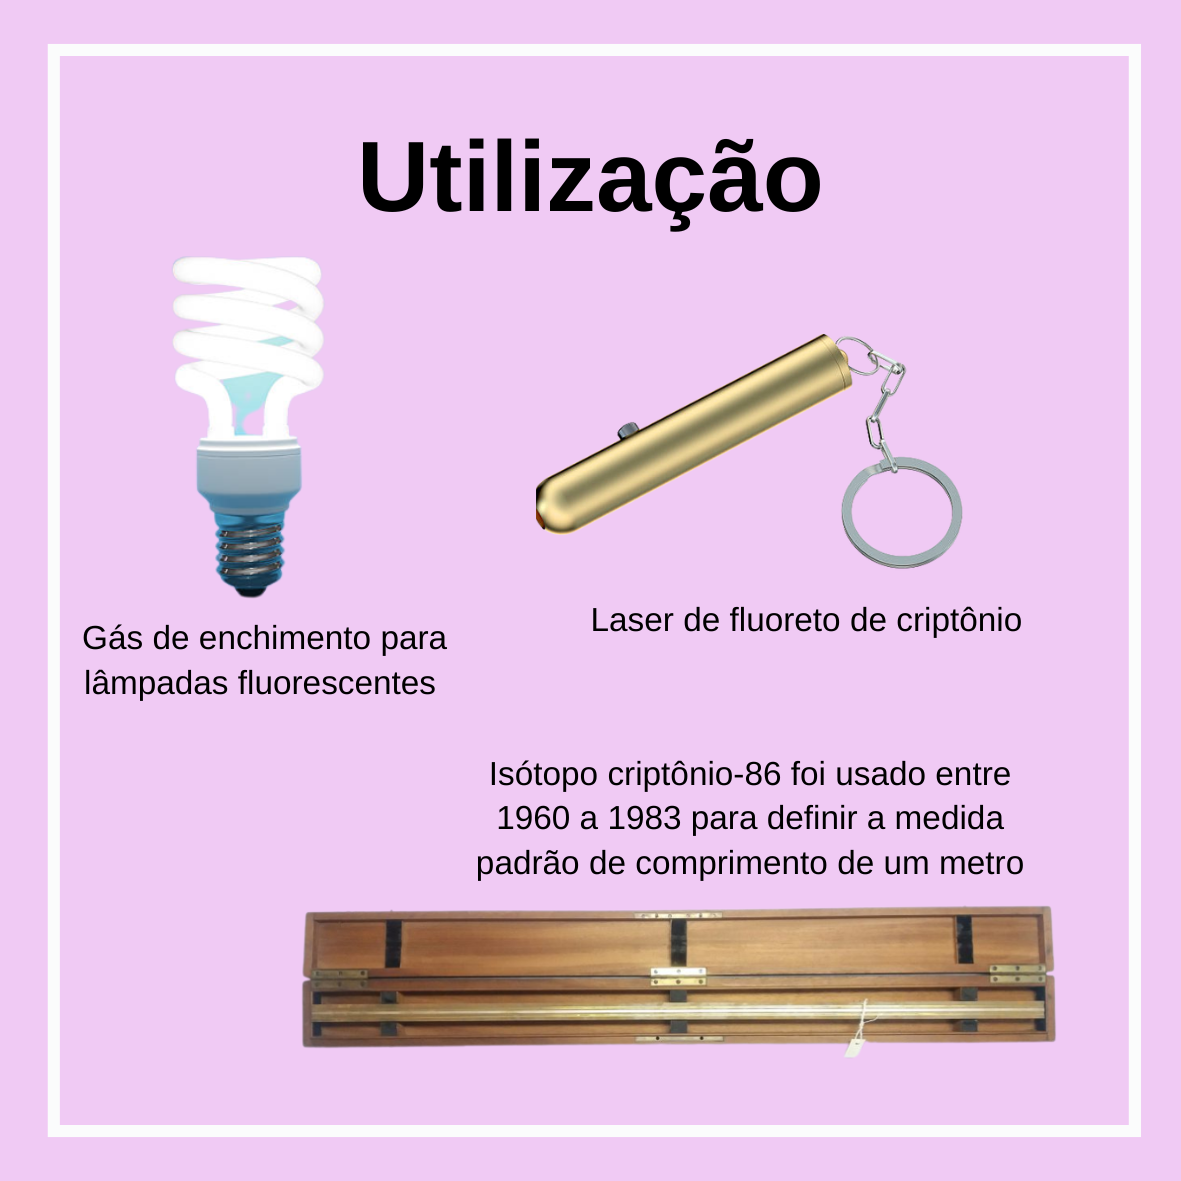 Utilização
Gás de enchimento para
lâmpadas fluorescentes
Laser de fluoreto de criptônio
Isótopo criptônio-86 foi usado entre
1960 a 1983 para definir a medida
padrão de comprimento de um metro